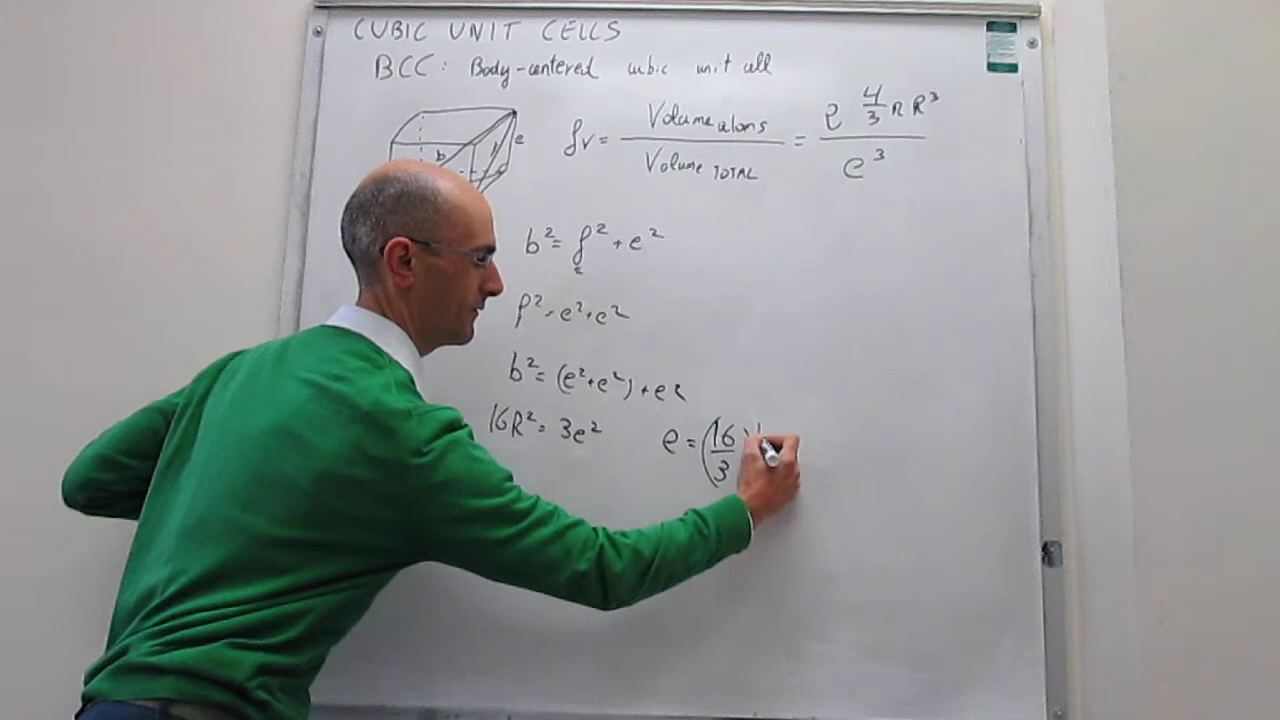 CUBIC UNIT CELLS
BCC: Body-centered cubic unit cell
b
e
fv = Volume atoms / Volume TOTAL = 2 4/3 π R³ / e³
b² = f² + e²
f² = e² + e²
b² = (e² + e²) + e²
16R² = 3e²
e = (16/3)